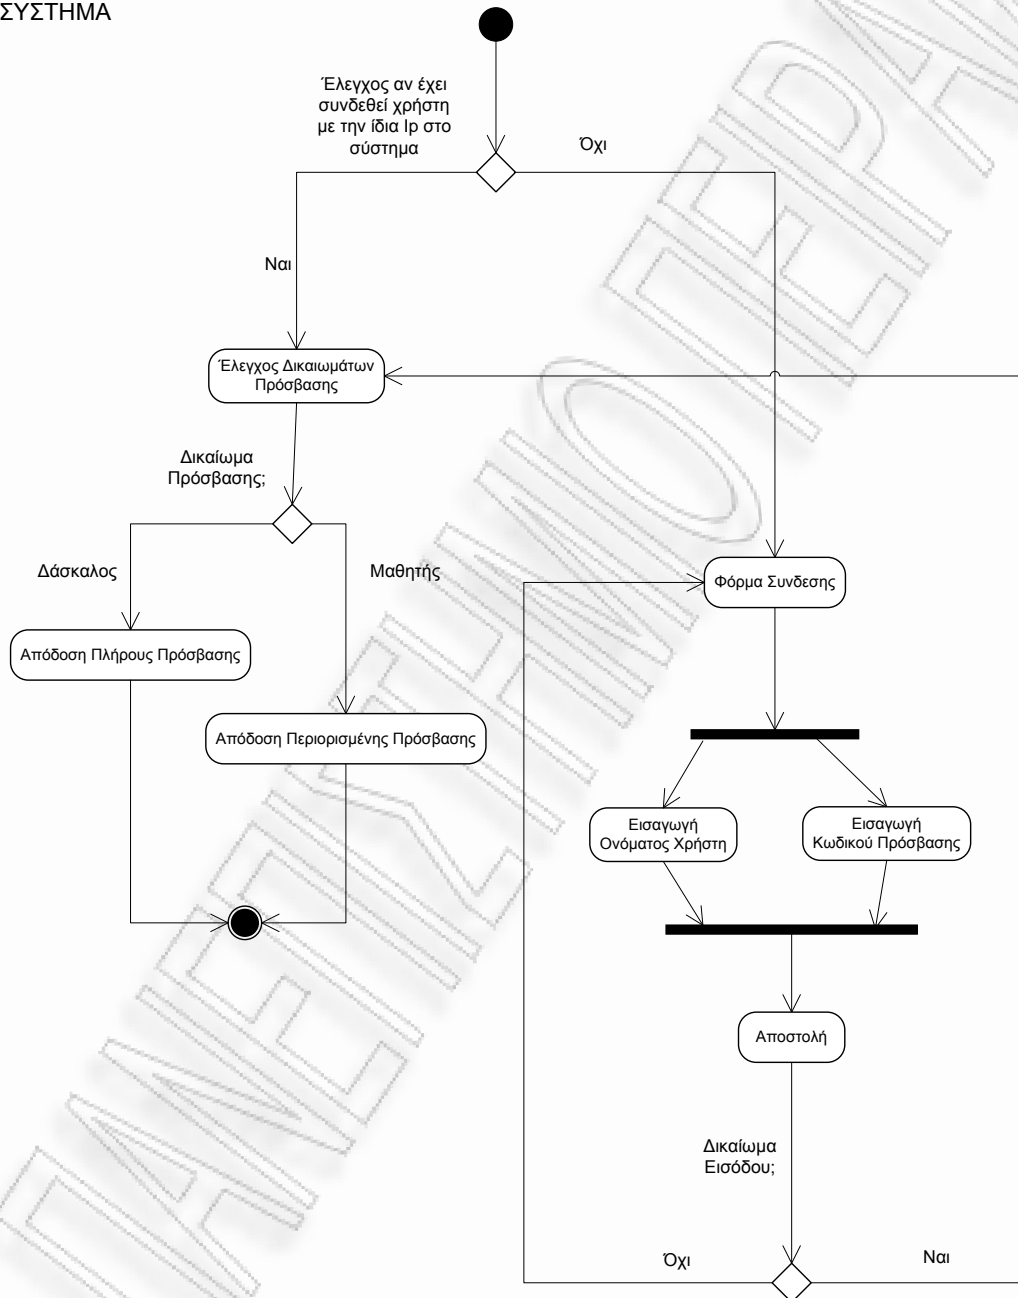 ΣΥΣΤΗΜΑ
Έλεγχος αν έχει
συνδεθεί χρήστη
με την ίδια Ip στο
σύστημα
Όχι
Ναι
Έλεγχος Δικαιωμάτων
Πρόσβασης
Δικαίωμα
Πρόσβασης;
Δάσκαλος
Μαθητής
Φόρμα Συνδεσης
Απόδοση Πλήρους Πρόσβασης
Απόδοση Περιορισμένης Πρόσβασης
Εισαγωγή
Ονόματος Χρήστη
Εισαγωγή
Κωδικού Πρόσβασης
Αποστολή
Δικαίωμα
Εισόδου;
Όχι
Ναι
ΠΑΝΕΠΙΣΤΗΜΙΟ ΠΕΙΡΑ